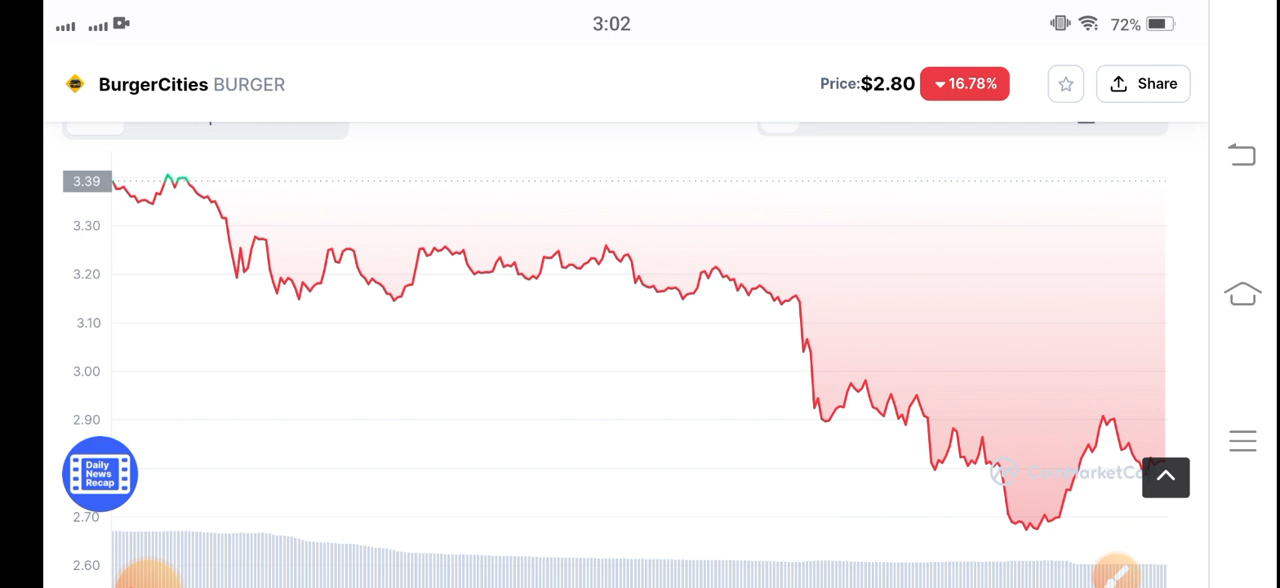 3:02
72%
BurgerCities BURGER
Price:$2.80
16.78%
Share
3.39
3.30
3.20
3.10
3.00
2.90
Daily
News
Recap
2.70
2.60